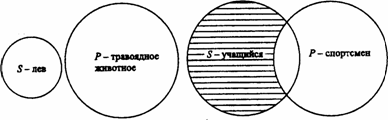 S – лев
P – травоядное
животное
S – учащийся
P – спортсмен